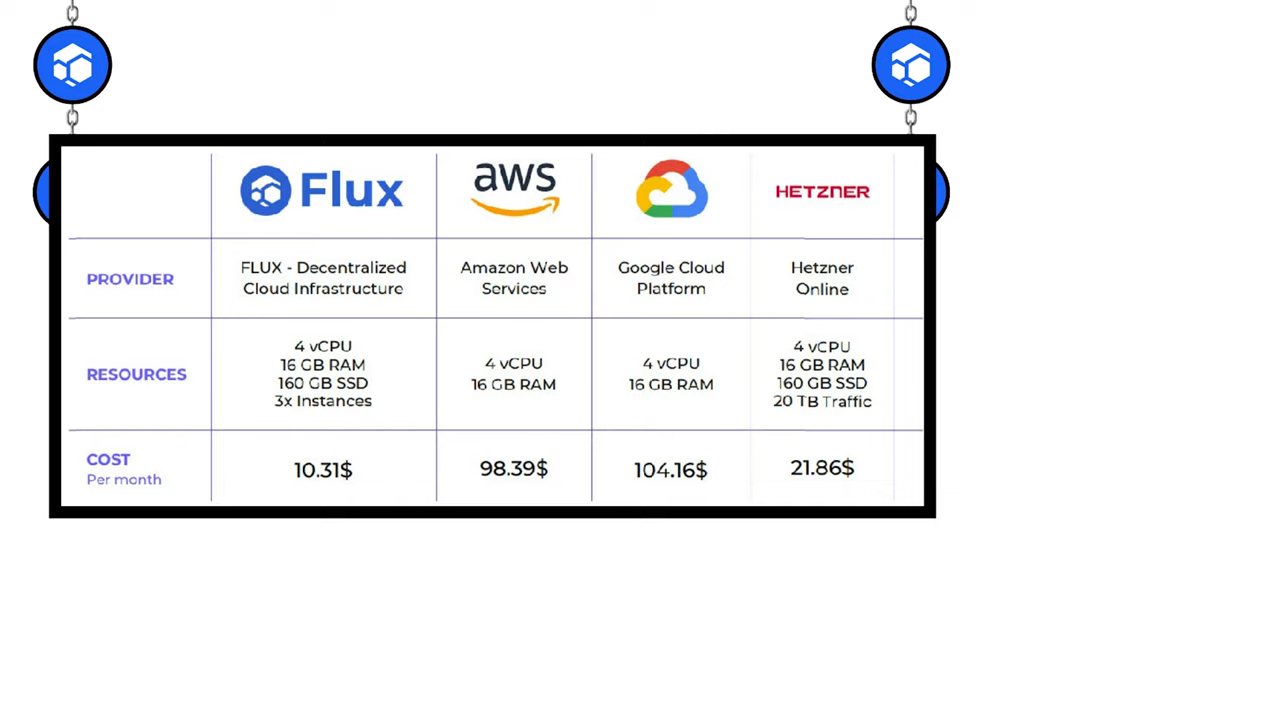 Flux
aws
HETZNER
PROVIDER
FLUX - Decentralized
Cloud Infrastructure
Amazon Web
Services
Google Cloud
Platform
Hetzner
Online
RESOURCES
4 vCPU
16 GB RAM
160 GB SSD
3x Instances
4 vCPU
16 GB RAM
4 vCPU
16 GB RAM
4 vCPU
16 GB RAM
160 GB SSD
20 TB Traffic
COST
Per month
10.31$
98.39$
104.16$
21.86$